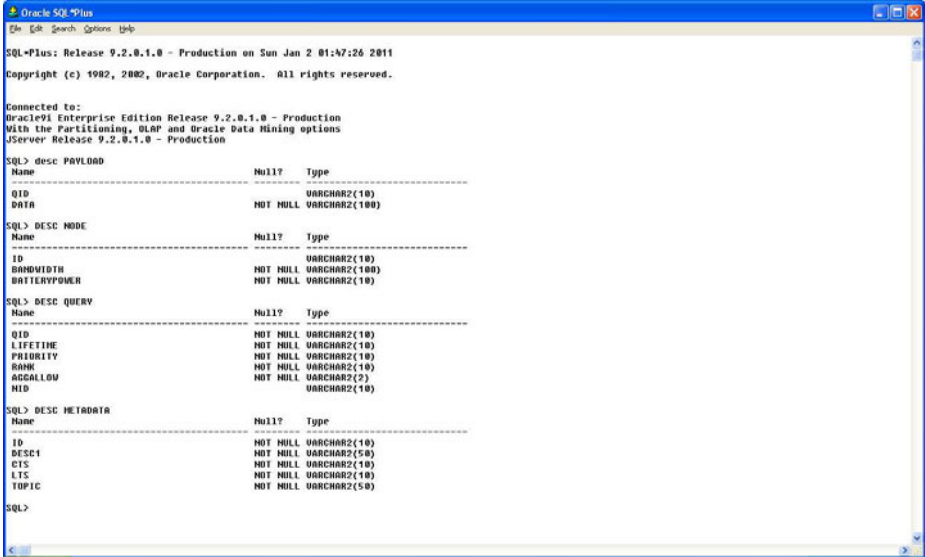 Oracle SQL*Plus
File Edit Search Options Help
SQL*Plus: Release 9.2.0.1.0 - Production on Sun Jan 2 01:47:26 2011
Copyright (c) 1982, 2002, Oracle Corporation.  All rights reserved.
Connected to:
Oracle9i Enterprise Edition Release 9.2.0.1.0 - Production
With the Partitioning, OLAP and Oracle Data Mining options
JServer Release 9.2.0.1.0 - Production
SQL> desc PAYLOAD
Name Null? Type
----------------------------------------- -------- ----------------------------
QID VARCHAR2(10)
DATA NOT NULL VARCHAR2(100)
SQL> DESC NODE
Name Null? Type
----------------------------------------- -------- ----------------------------
ID VARCHAR2(10)
BANDWIDTH NOT NULL VARCHAR2(100)
BATTERYPOWER NOT NULL VARCHAR2(10)
SQL> DESC QUERY
Name Null? Type
----------------------------------------- -------- ----------------------------
QID NOT NULL VARCHAR2(10)
LIFETIME NOT NULL VARCHAR2(10)
PRIORITY NOT NULL VARCHAR2(10)
RANK NOT NULL VARCHAR2(10)
AGGALLOW NOT NULL VARCHAR2(2)
NID VARCHAR2(10)
SQL> DESC METADATA
Name Null? Type
----------------------------------------- -------- ----------------------------
ID NOT NULL VARCHAR2(10)
DESC1 NOT NULL VARCHAR2(50)
CTS NOT NULL VARCHAR2(10)
LTS NOT NULL VARCHAR2(10)
TOPIC NOT NULL VARCHAR2(50)
SQL>